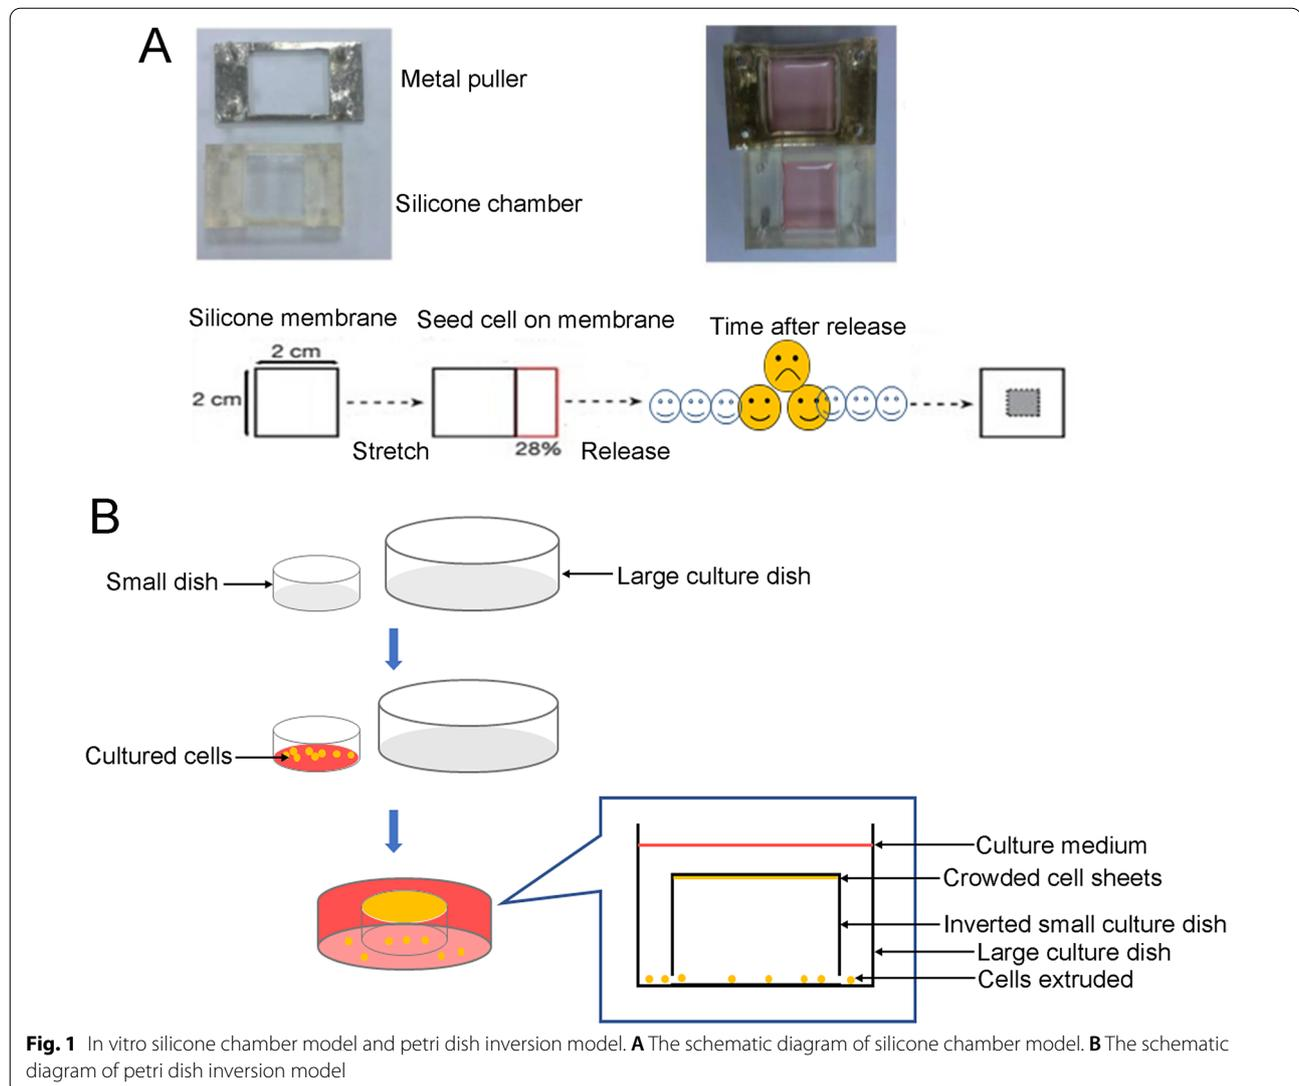 A
Metal puller
Silicone chamber
Silicone membrane
Seed cell on membrane
Time after release
2 cm
2 cm
Stretch
28%
Release
B
Small dish
Large culture dish
Cultured cells
Culture medium
Crowded cell sheets
Inverted small culture dish
Large culture dish
Cells extruded
Fig. 1 In vitro silicone chamber model and petri dish inversion model. A The schematic diagram of silicone chamber model. B The schematic
diagram of petri dish inversion model